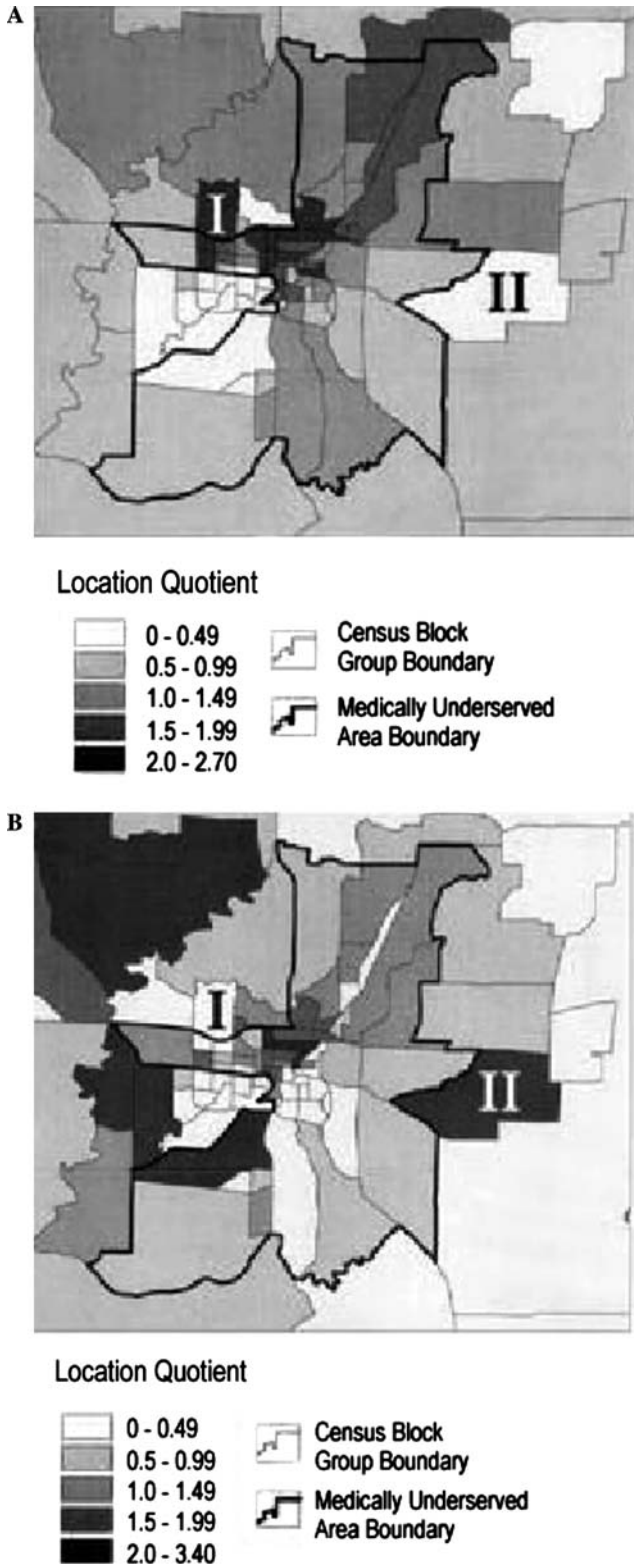 A
I
II
Location Quotient
0 - 0.49
0.5 - 0.99
1.0 - 1.49
1.5 - 1.99
2.0 - 2.70
Census Block
Group Boundary
Medically Underserved
Area Boundary
B
I
II
Location Quotient
0 - 0.49
0.5 - 0.99
1.0 - 1.49
1.5 - 1.99
2.0 - 3.40
Census Block
Group Boundary
Medically Underserved
Area Boundary